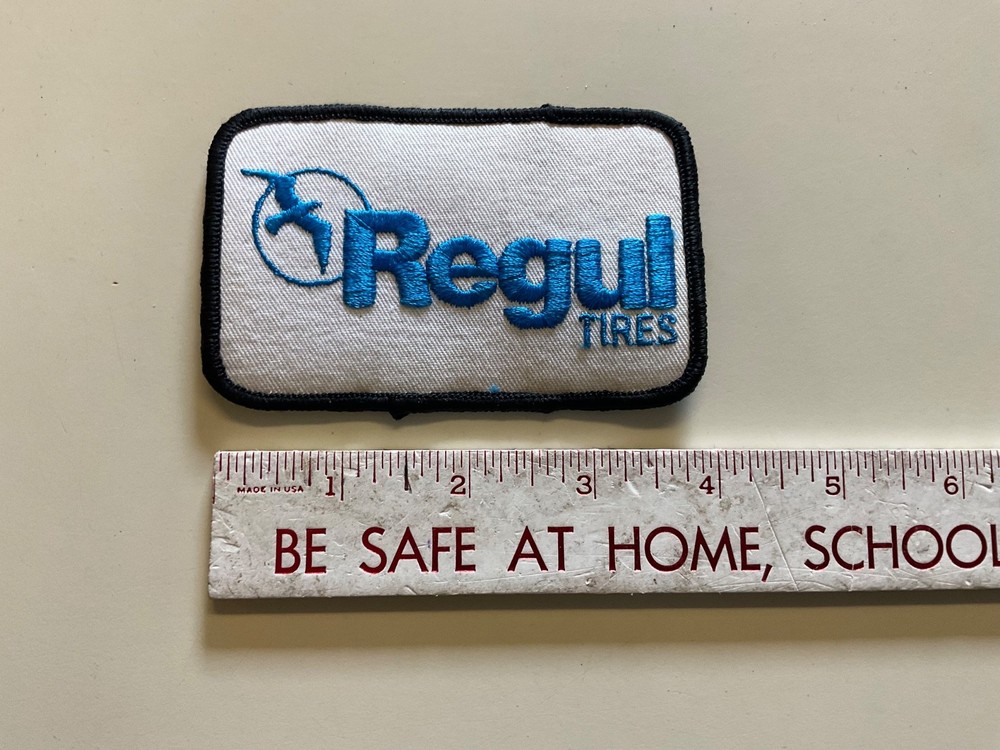 Regul
TIRES
1 2 3 4 5 6
MADE IN USA
BE SAFE AT HOME, SCHOOL